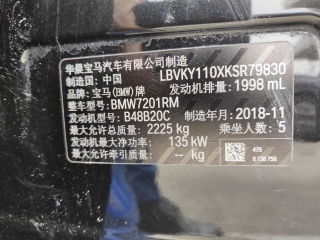 华晨宝马汽车有限公司制造
制造国: 中国 LBVKY110XKSR79830
品牌: 宝马(BMW)牌 发动机排量: 1998 mL
整车型号: BMW7201RM
发动机型号: B48B20C 制造年月: 2018-11
最大允许总质量: 2225 kg 乘坐人数: 5
发动机最大净功率: 135 kW
最大允许牵引质量: -- kg
475